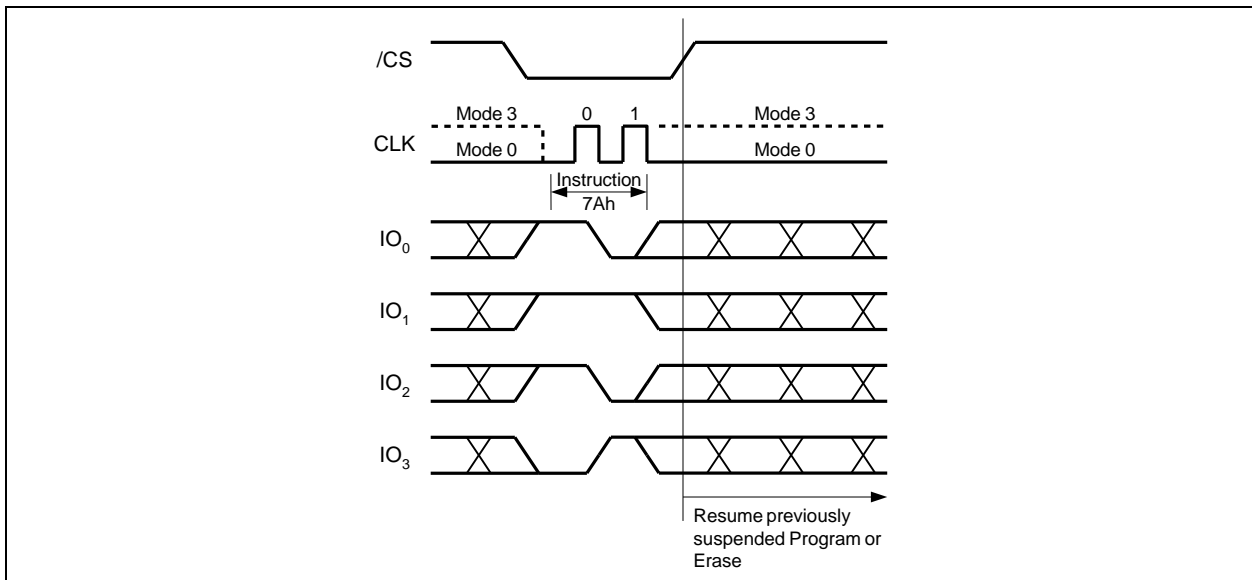 /CS
Mode 3 0 1 Mode 3
CLK
Mode 0 Mode 0
Instruction
7Ah
IO0
IO1
IO2
IO3
Resume previously
suspended Program or
Erase